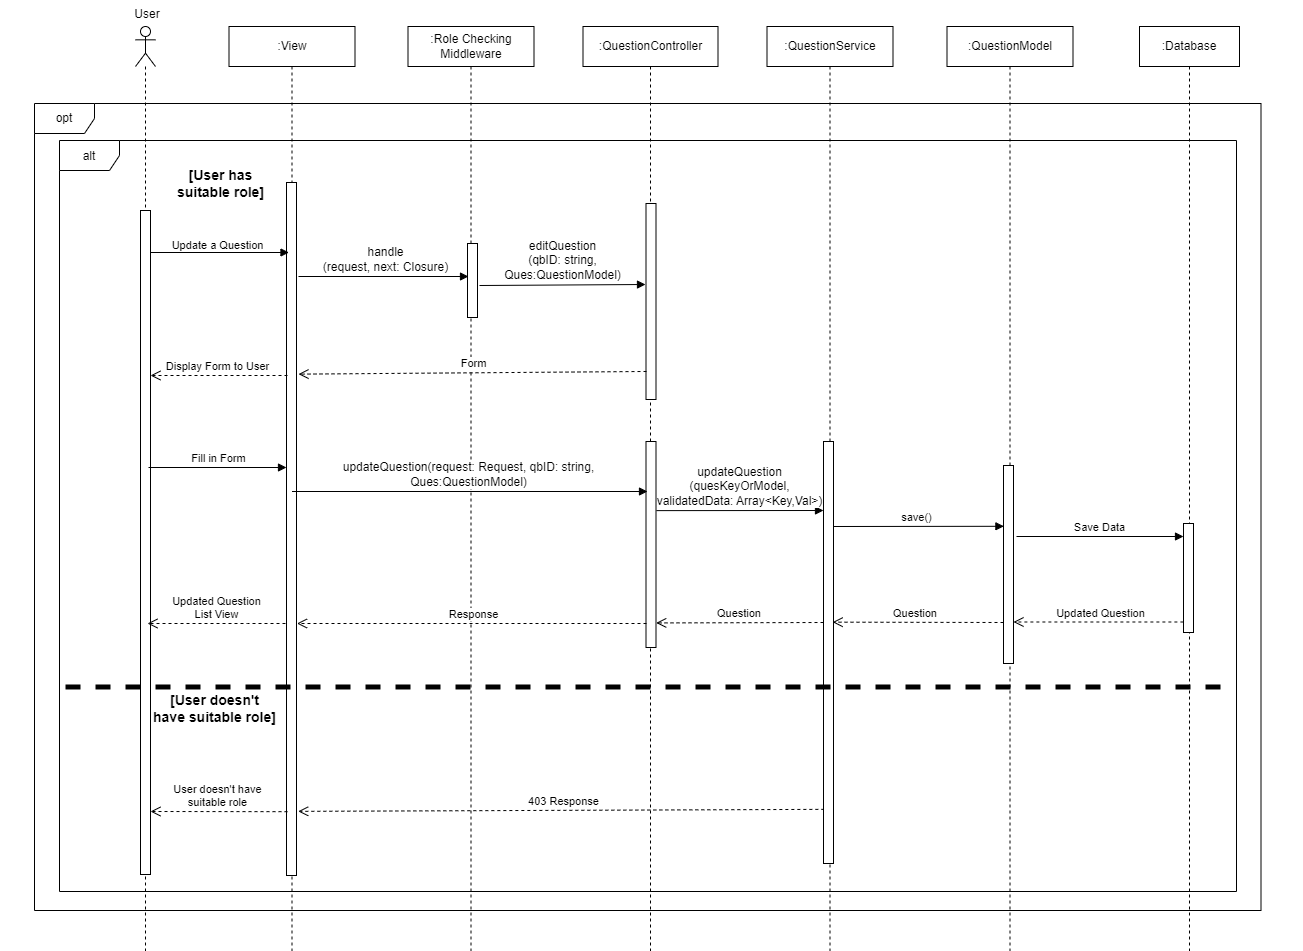 User
:View
:Role Checking
Middleware
:QuestionController
:QuestionService
:QuestionModel
:Database
opt
alt
[User has
suitable role]
Update a Question
handle
(request, next: Closure)
editQuestion
(qbID: string,
Ques:QuestionModel)
Display Form to User
Form
Fill in Form
updateQuestion(request: Request, qbID: string,
Ques:QuestionModel)
updateQuestion
(quesKeyOrModel,
validatedData: Array<Key,Val>)
save()
Save Data
Updated Question
List View
Response
Question
Question
Updated Question
[User doesn't
have suitable role]
User doesn't have
suitable role
403 Response